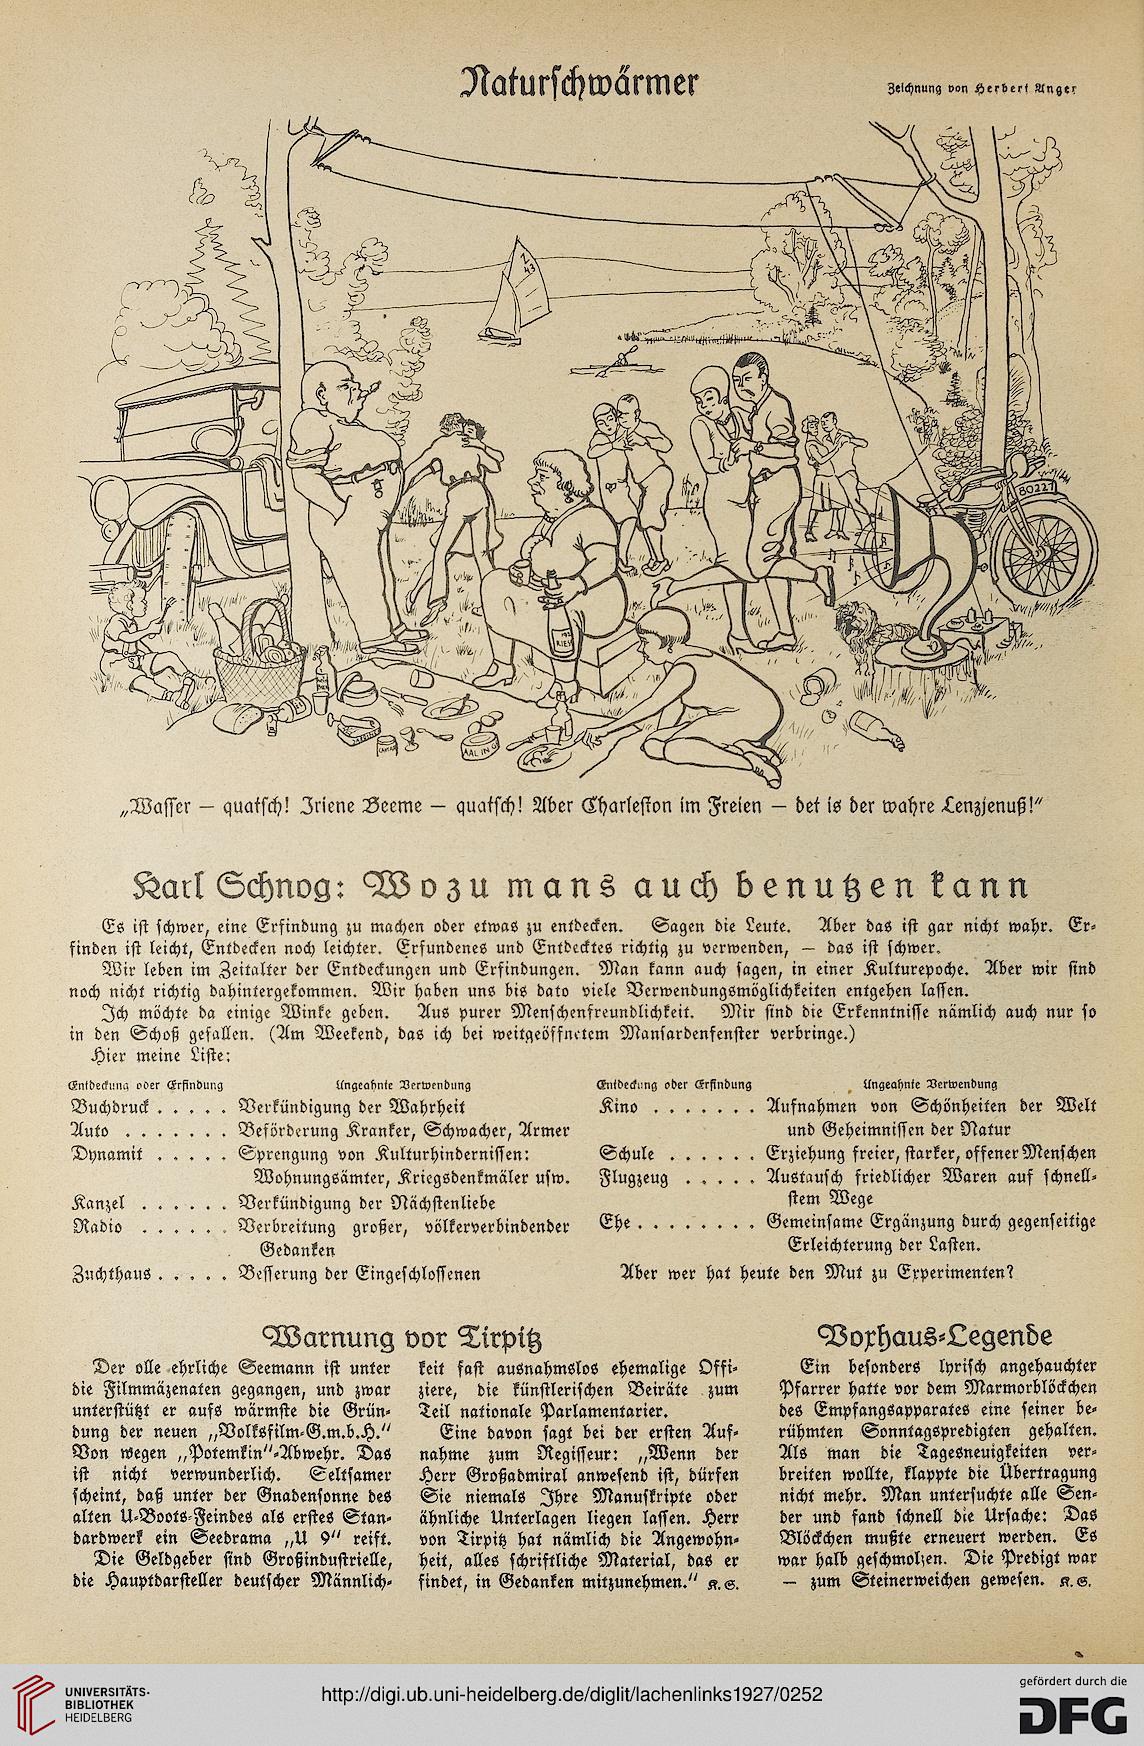 Naturschwärmer
Zeichnung von Herbert Anger
Z
43
80227
AAL IN G
„Wasser — quatsch! Iriene Beeme — quatsch! Aber Charleston im Freien — det is der wahre Lenzjenuß!"
Karl Schnog: Wozu mans auch benutzen kann
Es ist schwer, eine Erfindung zu machen oder etwas zu entdecken. Sagen die Leute. Aber das ist gar nicht wahr. Er-
finden ist leicht, Entdecken noch leichter. Erfundenes und Entdecktes richtig zu verwenden, — das ist schwer.
Wir leben im Zeitalter der Entdeckungen und Erfindungen. Man kann auch sagen, in einer Kulturepoche. Aber wir sind
noch nicht richtig dahintergekommen. Wir haben uns bis dato viele Verwendungsmöglichkeiten entgehen lassen.
Ich möchte da einige Winke geben. Aus purer Menschenfreundlichkeit. Mir sind die Erkenntnisse nämlich auch nur so
in den Schoß gefallen. (Am Weekend, das ich bei weitgeöffnetem Mansardenfenster verbringe.)
Hier meine Liste:
Entdeckung oder Erfindung Ungeahnte Verwendung
Buchdruck . . . . . Verkündigung der Wahrheit
Auto . . . . . . . Beförderung Kranker, Schwacher, Armer
Dynamit . . . . . Sprengung von Kulturhindernissen:
Wohnungsämter, Kriegsdenkmäler usw.
Kanzel . . . . . . Verkündigung der Nächstenliebe
Radio . . . . . . Verbreitung großer, völkerverbindender
Gedanken
Zuchthaus . . . . . Besserung der Eingeschlossenen
Entdeckung oder Erfindung Ungeahnte Verwendung
Kino . . . . . . . Aufnahmen von Schönheiten der Welt
und Geheimnissen der Natur
Schule . . . . . . Erziehung freier, starker, offener Menschen
Flugzeug . . . . . Austausch friedlicher Waren auf schnell-
stem Wege
Ehe . . . . . . . . Gemeinsame Ergänzung durch gegenseitige
Erleichterung der Lasten.
Aber wer hat heute den Mut zu Experimenten?
Warnung vor Tirpitz
Der olle ehrliche Seemann ist unter
die Filmmäzenaten gegangen, und zwar
unterstützt er aufs wärmste die Grün-
dung der neuen „Volksfilm-G.m.b.H."
Von wegen „Potemkin"-Abwehr. Das
ist nicht verwunderlich. Seltsamer
scheint, daß unter der Gnadensonne des
alten U-Boots-Feindes als erstes Stan-
dardwerk ein Seedrama „U 9" reift.
Die Geldgeber sind Großindustrielle,
die Hauptdarsteller deutscher Männlich-
keit fast ausnahmslos ehemalige Offi-
ziere, die künstlerischen Beiräte zum
Teil nationale Parlamentarier.
Eine davon sagt bei der ersten Auf-
nahme zum Regisseur: „Wenn der
Herr Großadmiral anwesend ist, dürfen
Sie niemals Ihre Manuskripte oder
ähnliche Unterlagen liegen lassen. Herr
von Tirpitz hat nämlich die Angewohn-
heit, alles schriftliche Material, das er
findet, in Gedanken mitzunehmen." K. S.
Voxhaus-Legende
Ein besonders lyrisch angehauchter
Pfarrer hatte vor dem Marmorblöckchen
des Empfangsapparates eine seiner be-
rühmten Sonntagspredigten gehalten.
Als man die Tagesneuigkeiten ver-
breiten wollte, klappte die Übertragung
nicht mehr. Man untersuchte alle Sen-
der und fand schnell die Ursache: Das
Blöckchen mußte erneuert werden. Es
war halb geschmolzen. Die Predigt war
— zum Steinerweichen gewesen. K. S.
UNIVERSITÄTS-
BIBLIOTHEK
HEIDELBERG
http://digi.ub.uni-heidelberg.de/diglit/lachenlinks1927/0252
gefördert durch die
DFG